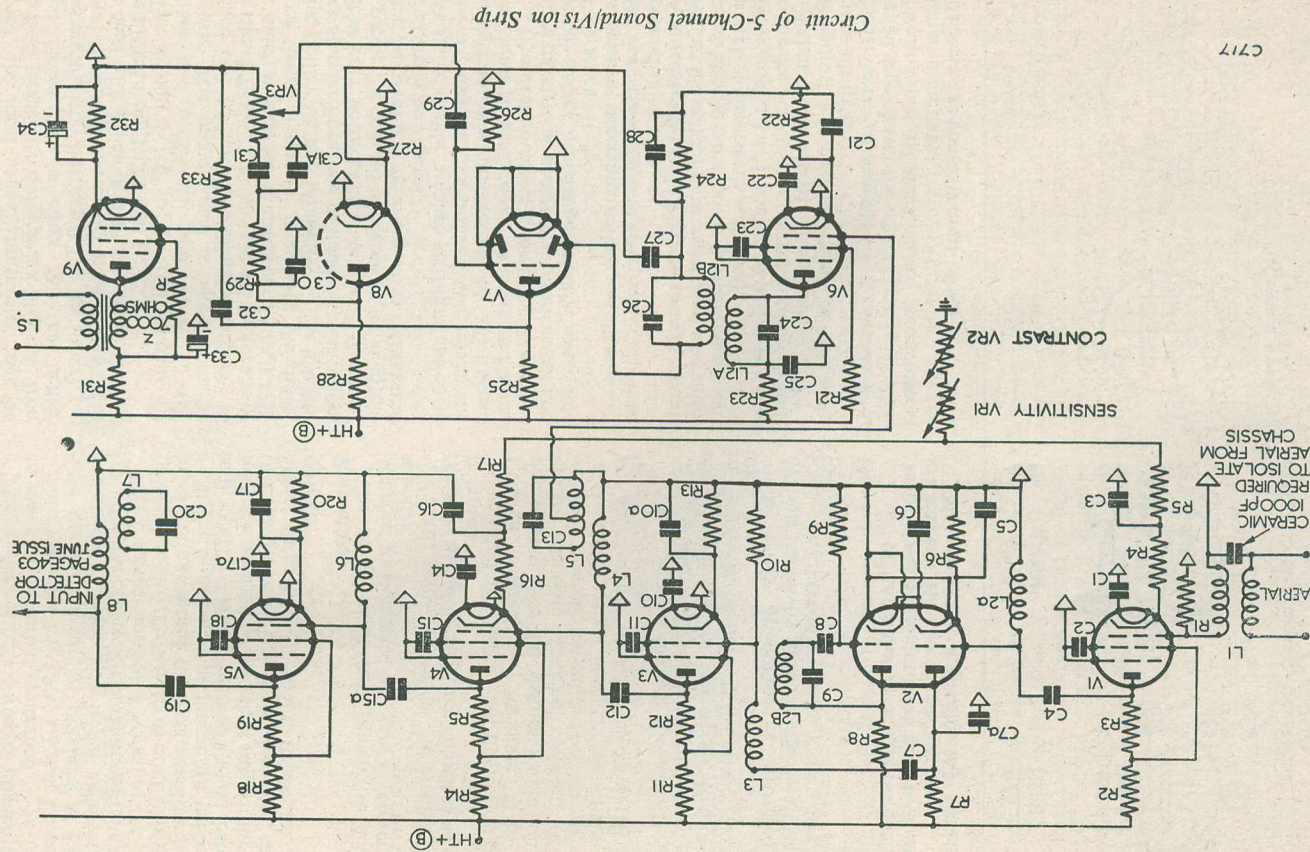 HT+ B
R2
R7
R11
R14
R18
R3
C7
R8
L3
R12
R5
R19
C7a
C4
L2B
C9
C12
C15a
C19
V1
V2
C8
V3
V4
V5
C2
C11
C15
C18
L1
AERIAL
R1
C1
C10
C14
C17a
L8
INPUT TO
DETECTOR
PAGE 403
JUNE ISSUE
CERAMIC
1000pF
REQUIRED
TO ISOLATE
AERIAL FROM
CHASSIS
R4
L2a
R10
L4
R16
L6
C20
L7
C3
R5
R6
C5
C6
R9
C10a
R13
L5
C13
C16
R17
C17
R20
SENSITIVITY VR1
CONTRAST VR2
HT+ B
R21
R23
R25
R28
R31
C25
L12A
C24
L12B
C26
C33
Z
7000
OHMS
LS
V6
V7
V8
C32
R
V9
C23
C27
C30
R29
C22
R24
R33
C21
R22
C28
R26
C29
R27
C31A
C31
VR3
R32
C34
C717
Circuit of 5-Channel Sound/Vision Strip